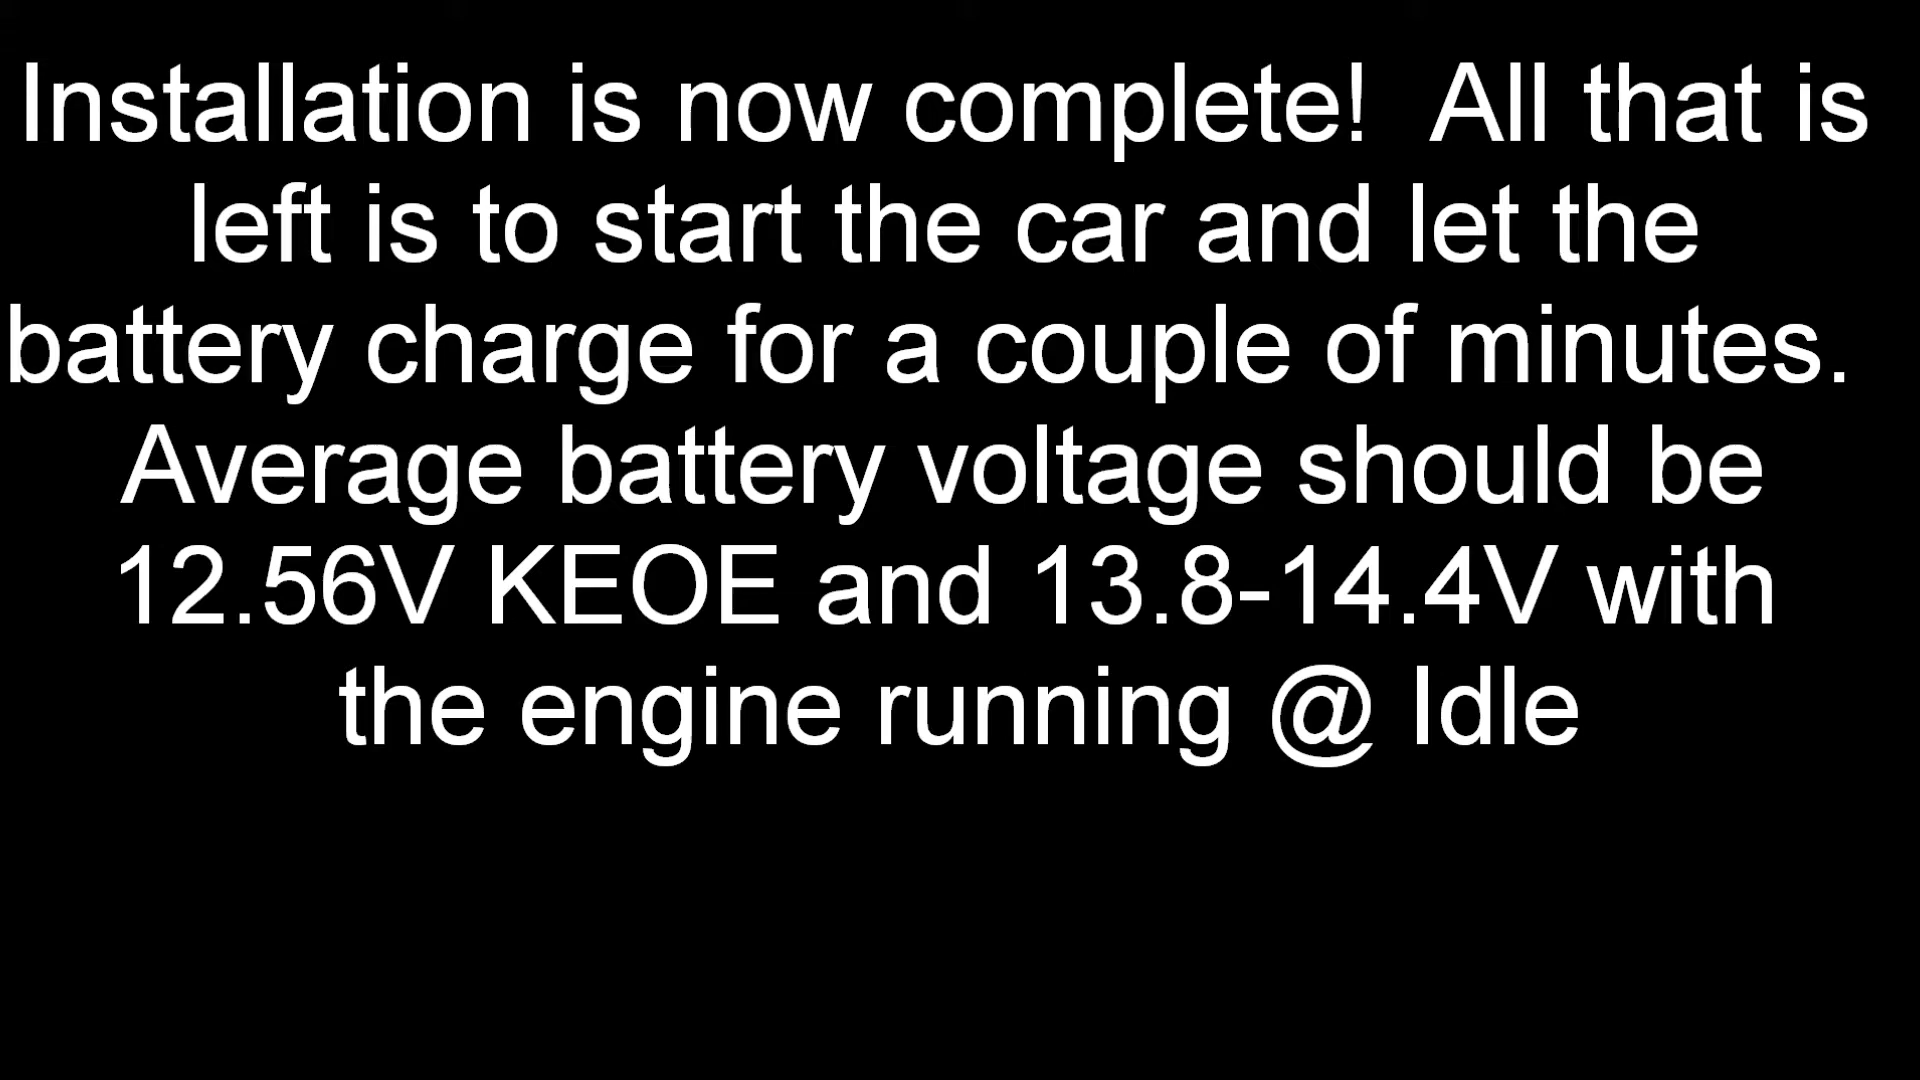 Installation is now complete!  All that is
left is to start the car and let the
battery charge for a couple of minutes.
Average battery voltage should be
12.56V KEOE and 13.8-14.4V with
the engine running @ Idle